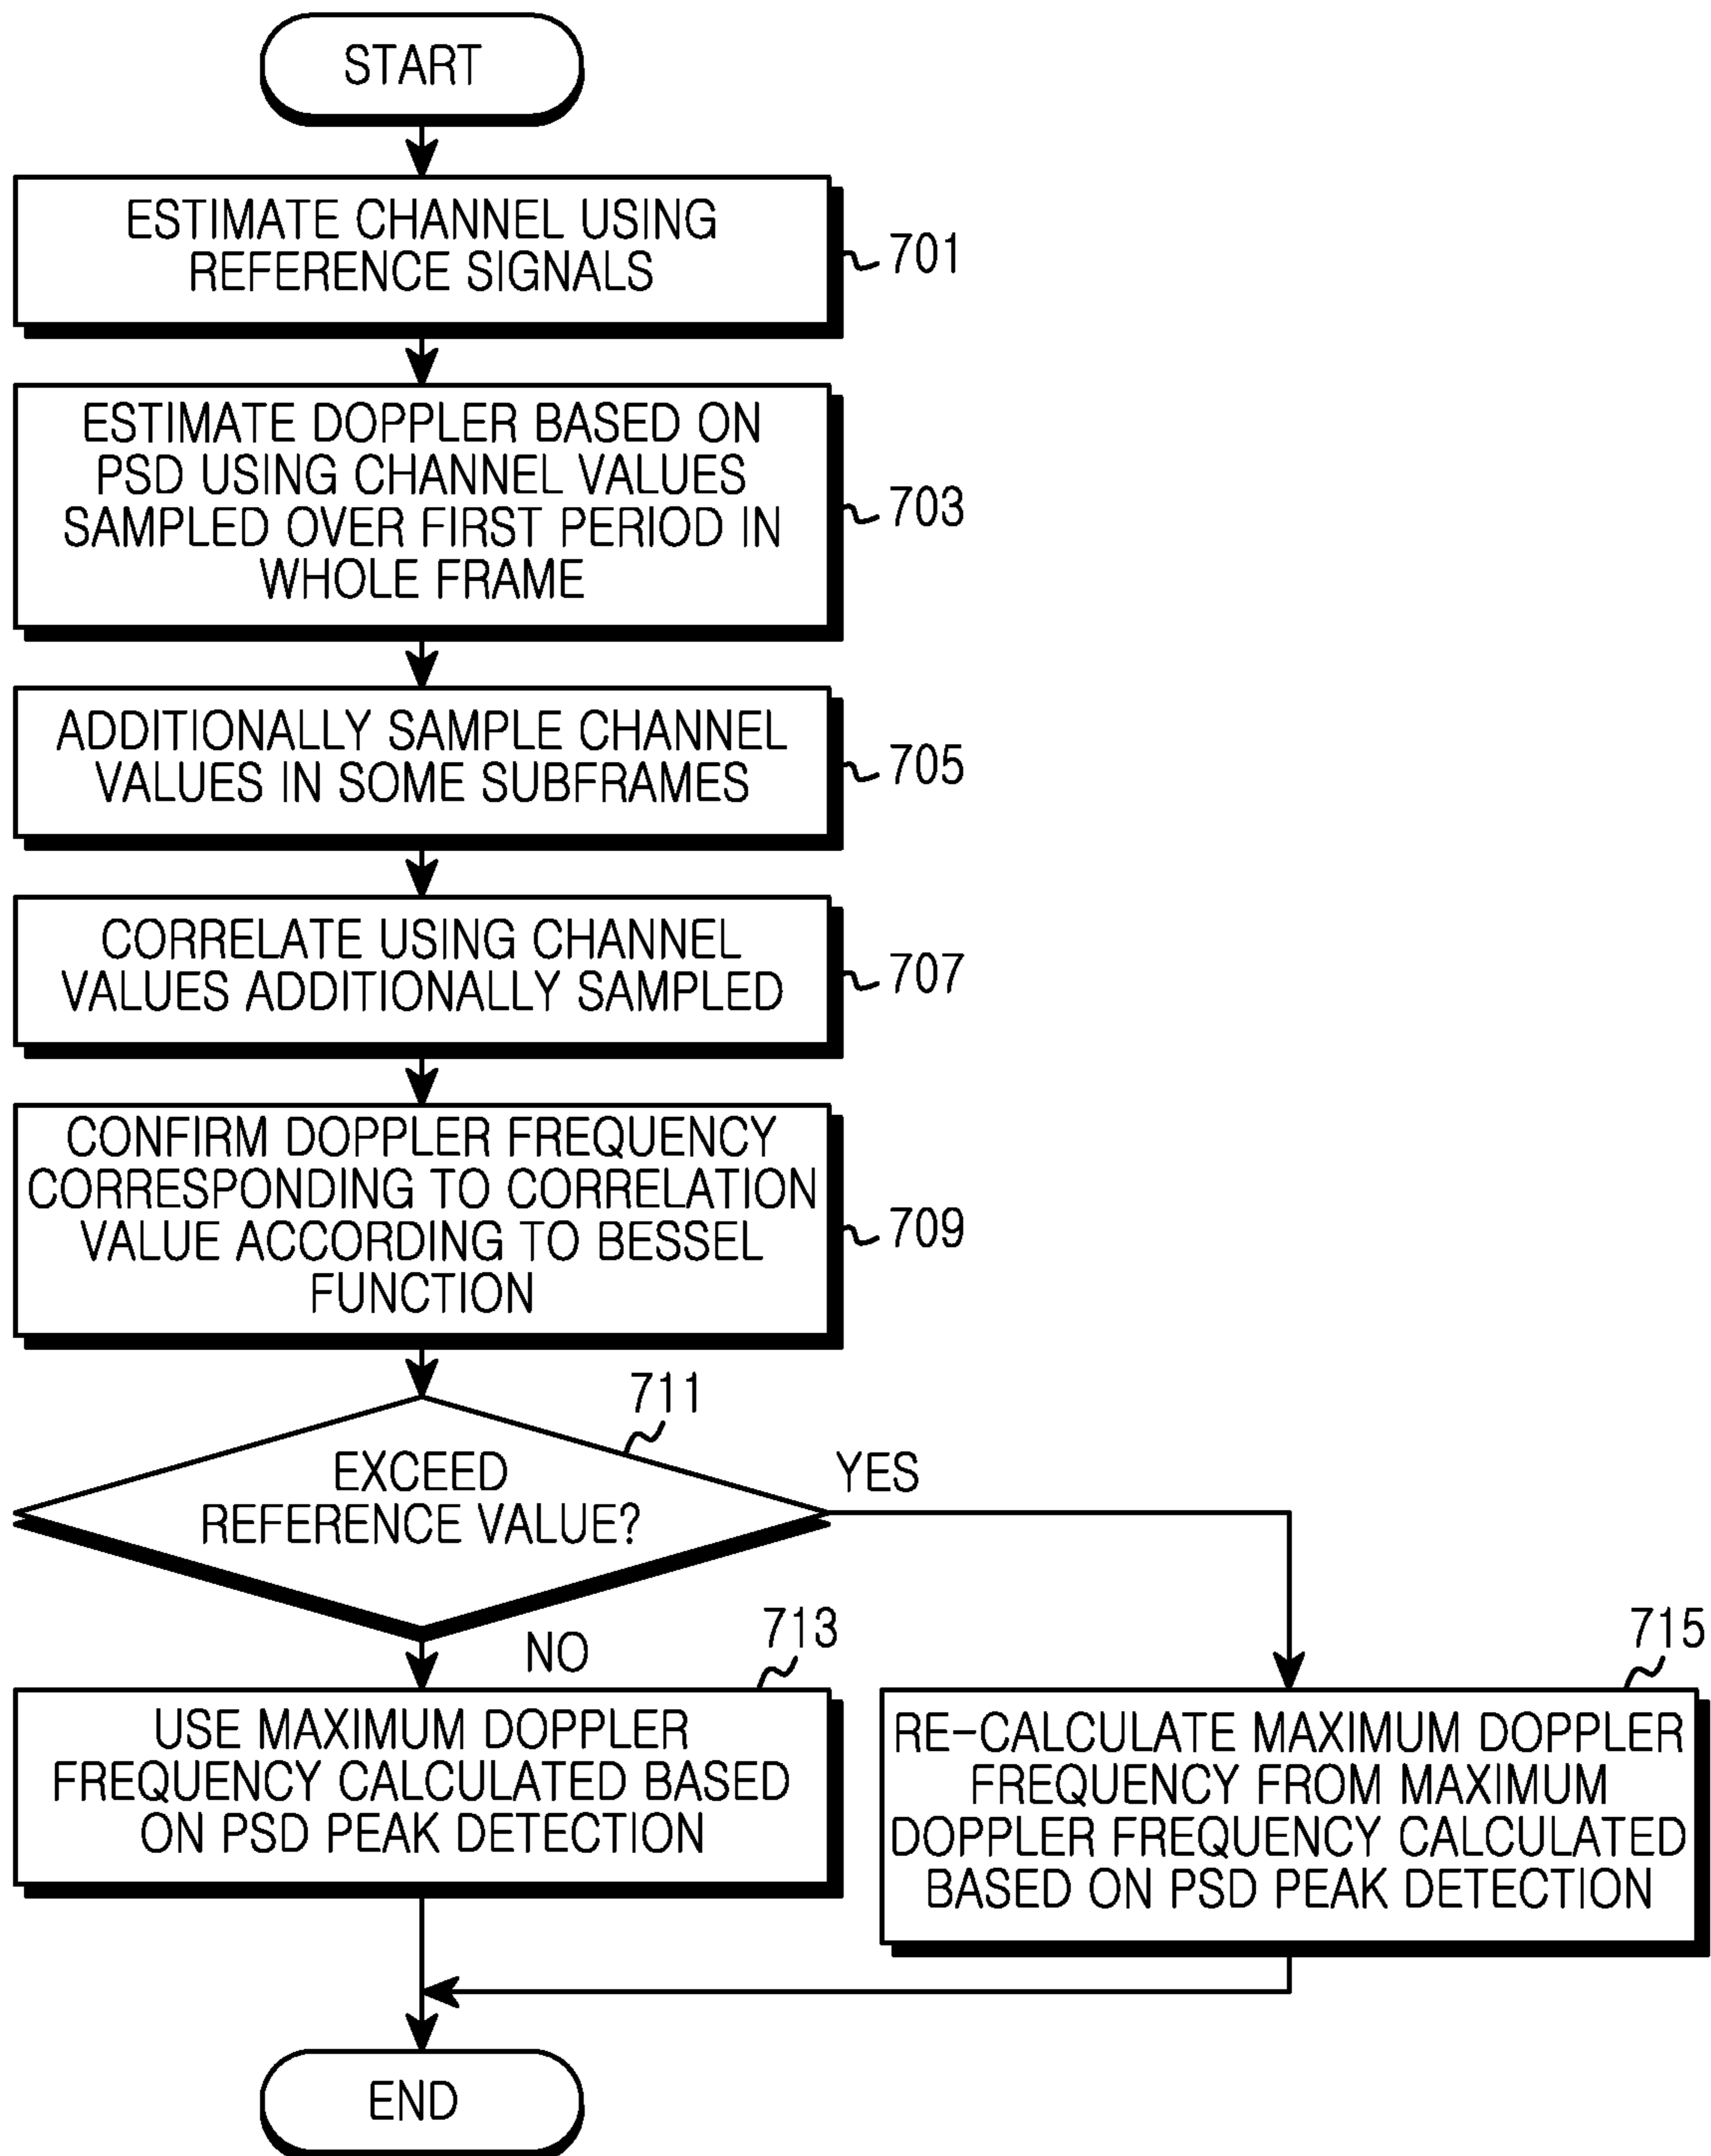 START
ESTIMATE CHANNEL USING
REFERENCE SIGNALS
701
ESTIMATE DOPPLER BASED ON
PSD USING CHANNEL VALUES
SAMPLED OVER FIRST PERIOD IN
WHOLE FRAME
703
ADDITIONALLY SAMPLE CHANNEL
VALUES IN SOME SUBFRAMES
705
CORRELATE USING CHANNEL
VALUES ADDITIONALLY SAMPLED
707
CONFIRM DOPPLER FREQUENCY
CORRESPONDING TO CORRELATION
VALUE ACCORDING TO BESSEL
FUNCTION
709
711
EXCEED
REFERENCE VALUE?
YES
NO
713
USE MAXIMUM DOPPLER
FREQUENCY CALCULATED BASED
ON PSD PEAK DETECTION
715
RE-CALCULATE MAXIMUM DOPPLER
FREQUENCY FROM MAXIMUM
DOPPLER FREQUENCY CALCULATED
BASED ON PSD PEAK DETECTION
END